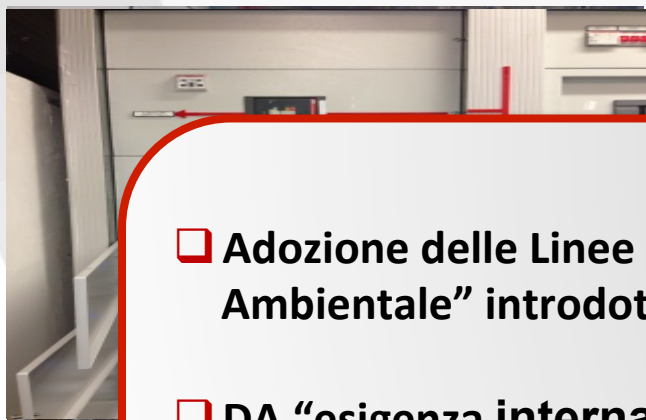 Adozione delle Linee
Ambientale” introdot
DA “esigenza interna